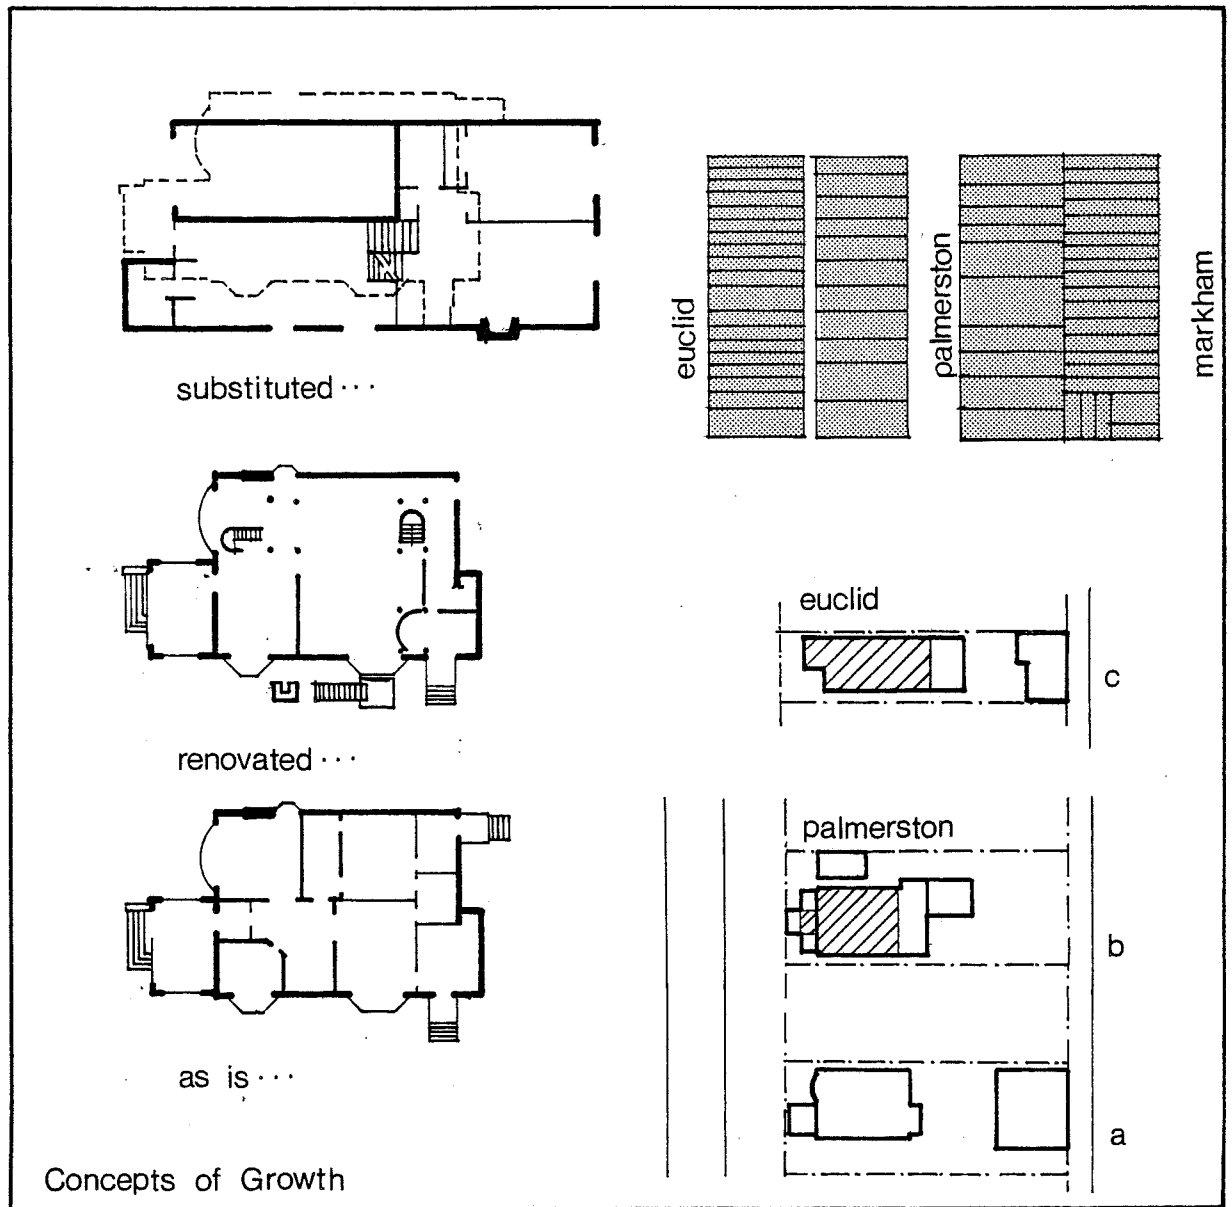 substituted ...
euclid
palmerston
markham
renovated ...
euclid
c
palmerston
b
as is ...
a
Concepts of Growth